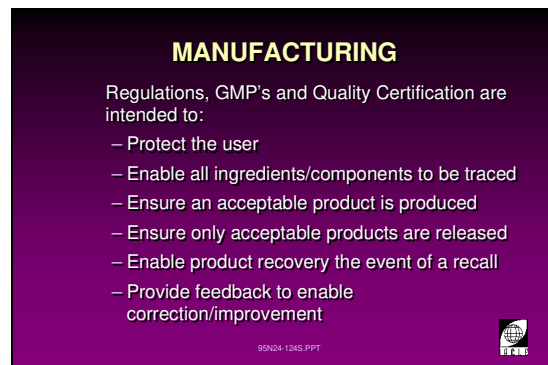 MANUFACTURING
Regulations, GMP's and Quality Certification are
intended to:
– Protect the user
– Enable all ingredients/components to be traced
– Ensure an acceptable product is produced
– Ensure only acceptable products are released
– Enable product recovery the event of a recall
– Provide feedback to enable
correction/improvement
95N24-124S.PPT
IACLE